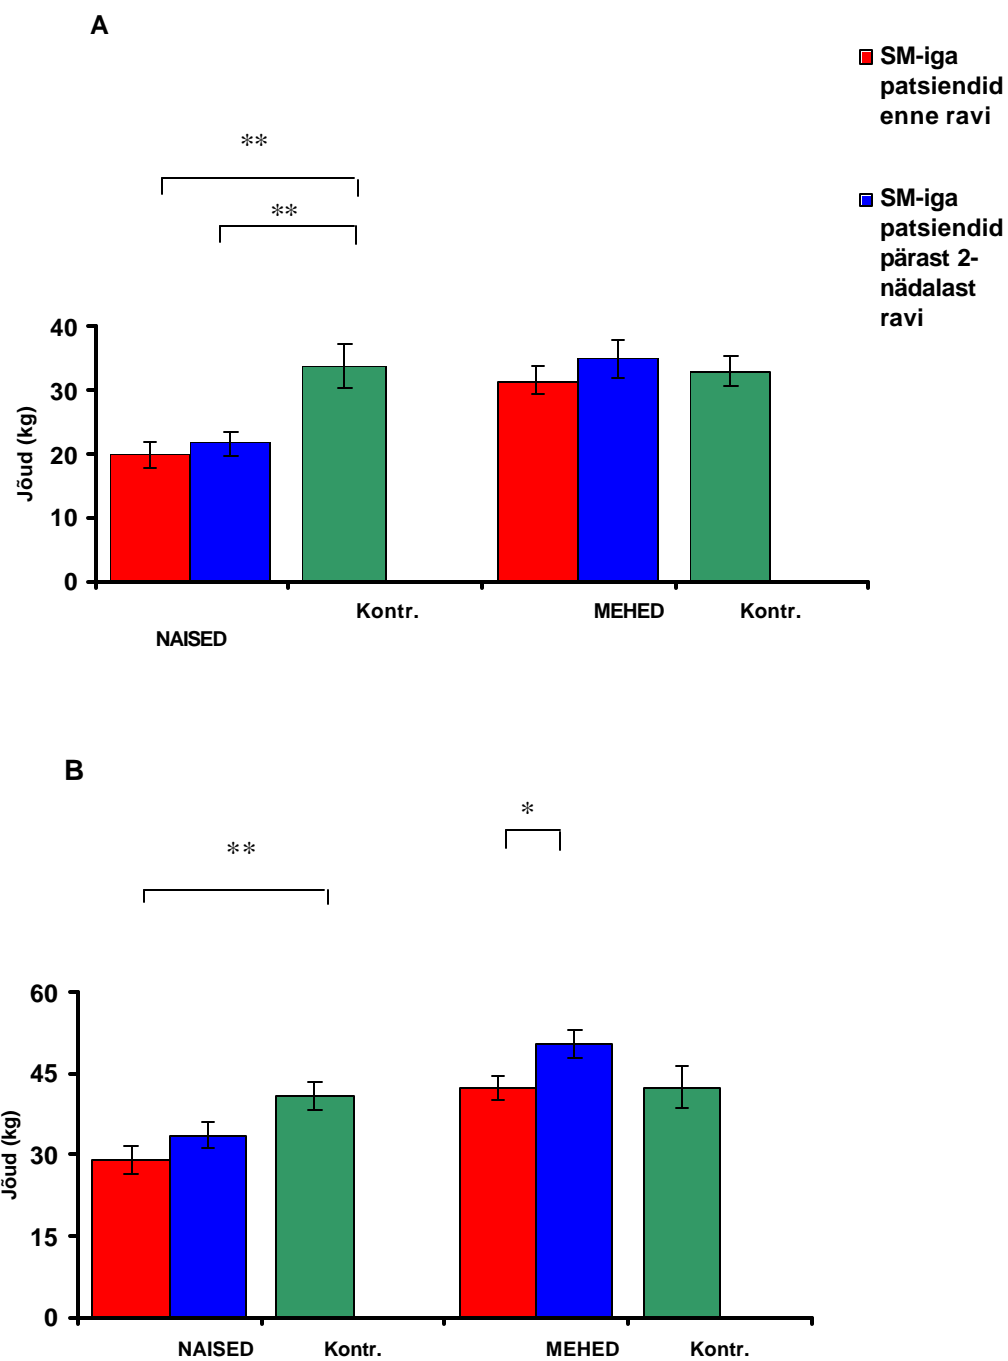 A
SM-iga
patsiendid
enne ravi
SM-iga
patsiendid
pärast 2-
nädalast
ravi
**
**
40
30
20
10
0
Jõud (kg)
NAISED
Kontr.
MEHED
Kontr.
B
*
**
60
45
30
15
0
Jõud (kg)
NAISED
Kontr.
MEHED
Kontr.